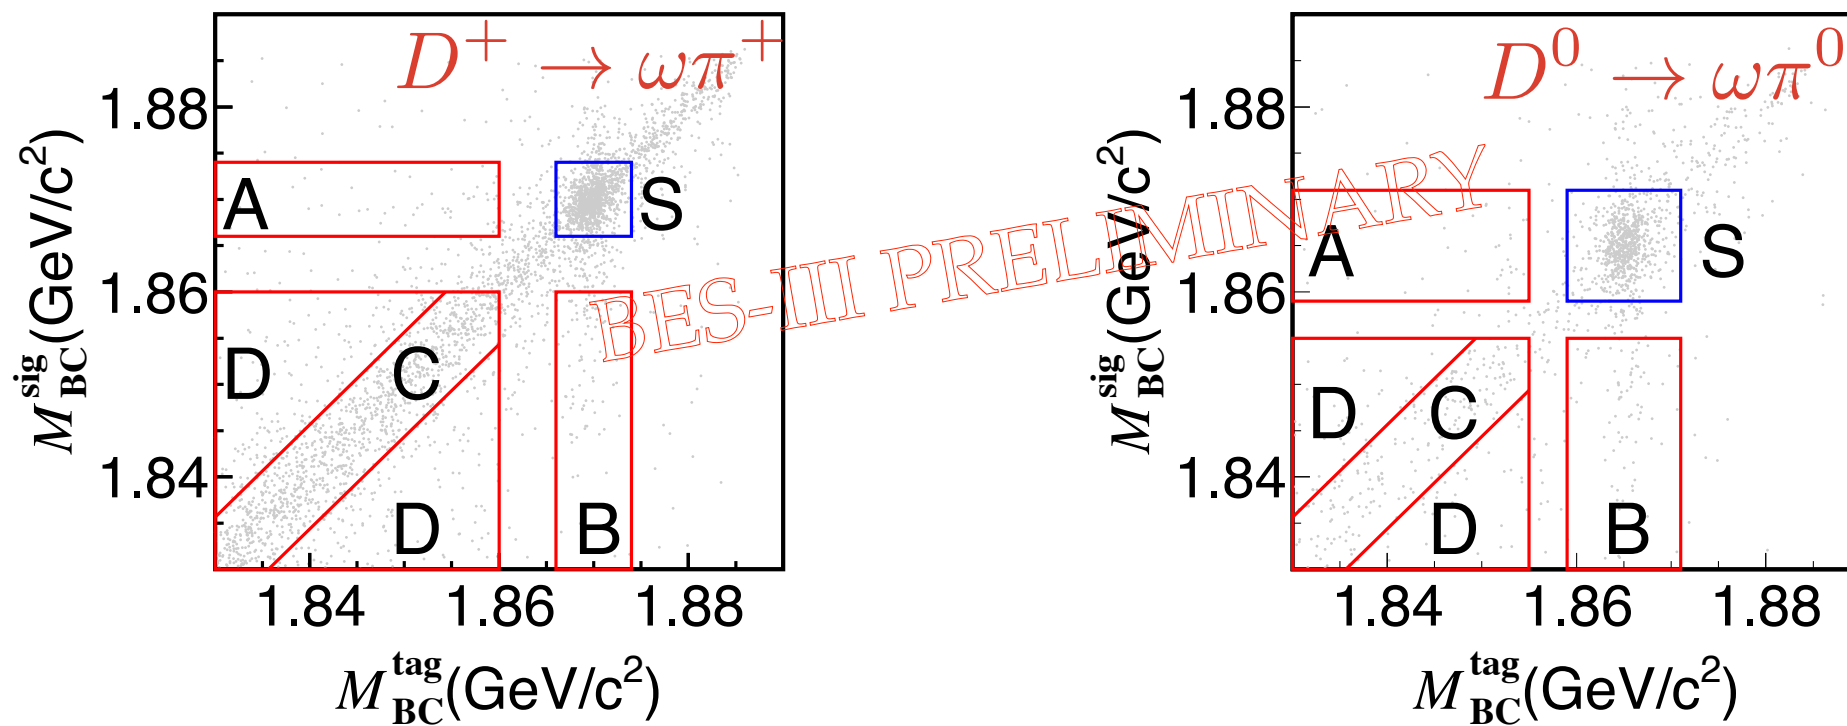 D⁺ → ωπ⁺
1.88
1.86
1.84
A
S
D
C
D
B
1.84 1.86 1.88
M_BC^sig(GeV/c²)
M_BC^tag(GeV/c²)
BES-III PRELIMINARY
D⁰ → ωπ⁰
1.88
1.86
1.84
A
S
D
C
D
B
1.84 1.86 1.88
M_BC^sig(GeV/c²)
M_BC^tag(GeV/c²)